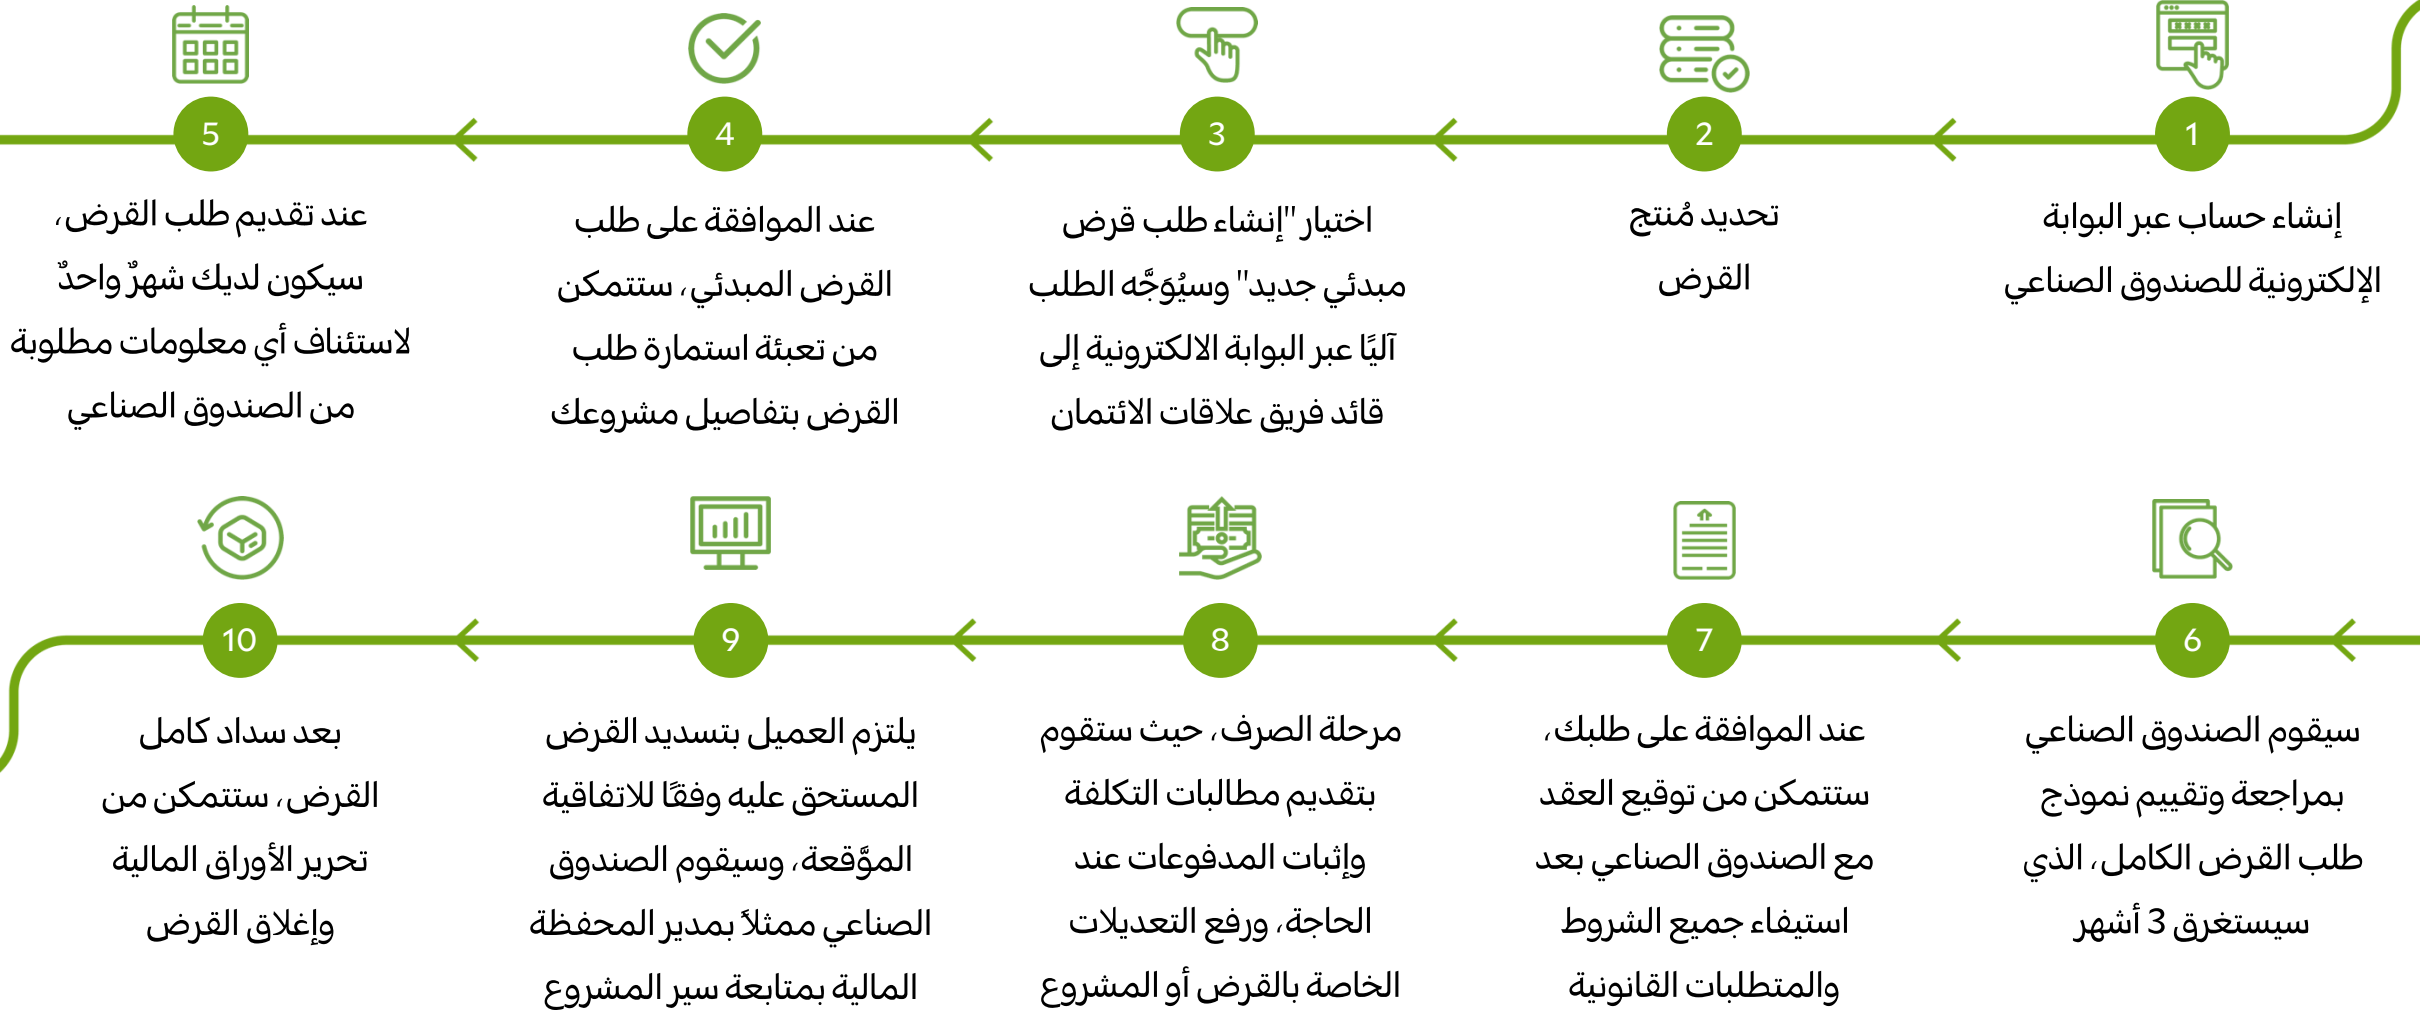 1
إنشاء حساب عبر البوابة
الإلكترونية للصندوق الصناعي
2
تحديد مُنتج
القرض
3
اختيار "إنشاء طلب قرض
مبدئي جديد" وسيُوَجَّه الطلب
آليًا عبر البوابة الالكترونية إلى
قائد فريق علاقات الائتمان
4
عند الموافقة على طلب
القرض المبدئي، ستتمكن
من تعبئة استمارة طلب
القرض بتفاصيل مشروعك
5
عند تقديم طلب القرض،
سيكون لديك شهرٌ واحدٌ
لاستئناف أي معلومات مطلوبة
من الصندوق الصناعي
6
سيقوم الصندوق الصناعي
بمراجعة وتقييم نموذج
طلب القرض الكامل، الذي
سيستغرق 3 أشهر
7
عند الموافقة على طلبك،
ستتمكن من توقيع العقد
مع الصندوق الصناعي بعد
استيفاء جميع الشروط
والمتطلبات القانونية
8
مرحلة الصرف، حيث ستقوم
بتقديم مطالبات التكلفة
وإثبات المدفوعات عند
الحاجة، ورفع التعديلات
الخاصة بالقرض أو المشروع
9
يلتزم العميل بتسديد القرض
المستحق عليه وفقًا للاتفاقية
الموَّقعة، وسيقوم الصندوق
الصناعي ممثلاً بمدير المحفظة
المالية بمتابعة سير المشروع
10
بعد سداد كامل
القرض، ستتمكن من
تحرير الأوراق المالية
وإغلاق القرض